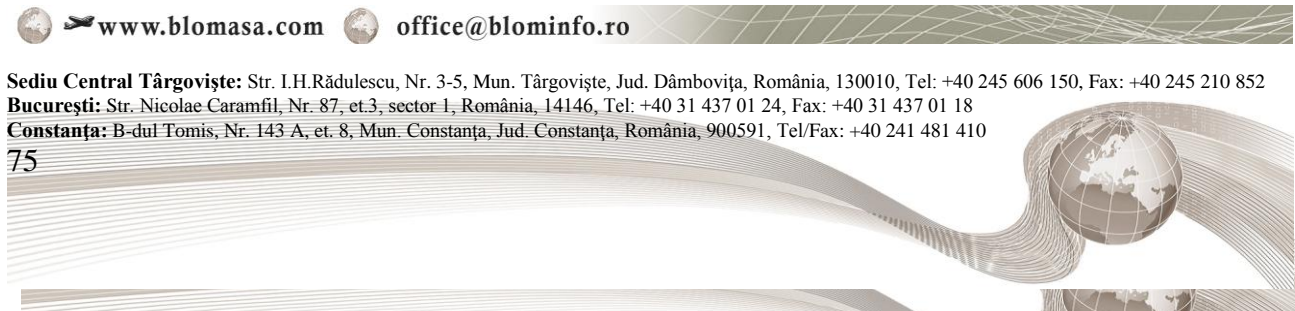 www.blomasa.com office@blominfo.ro
Sediu Central Târgovişte: Str. I.H.Rădulescu, Nr. 3-5, Mun. Târgovişte, Jud. Dâmboviţa, România, 130010, Tel: +40 245 606 150, Fax: +40 245 210 852
Bucureşti: Str. Nicolae Caramfil, Nr. 87, et.3, sector 1, România, 14146, Tel: +40 31 437 01 24, Fax: +40 31 437 01 18
Constanţa: B-dul Tomis, Nr. 143 A, et. 8, Mun. Constanţa, Jud. Constanţa, România, 900591, Tel/Fax: +40 241 481 410
75